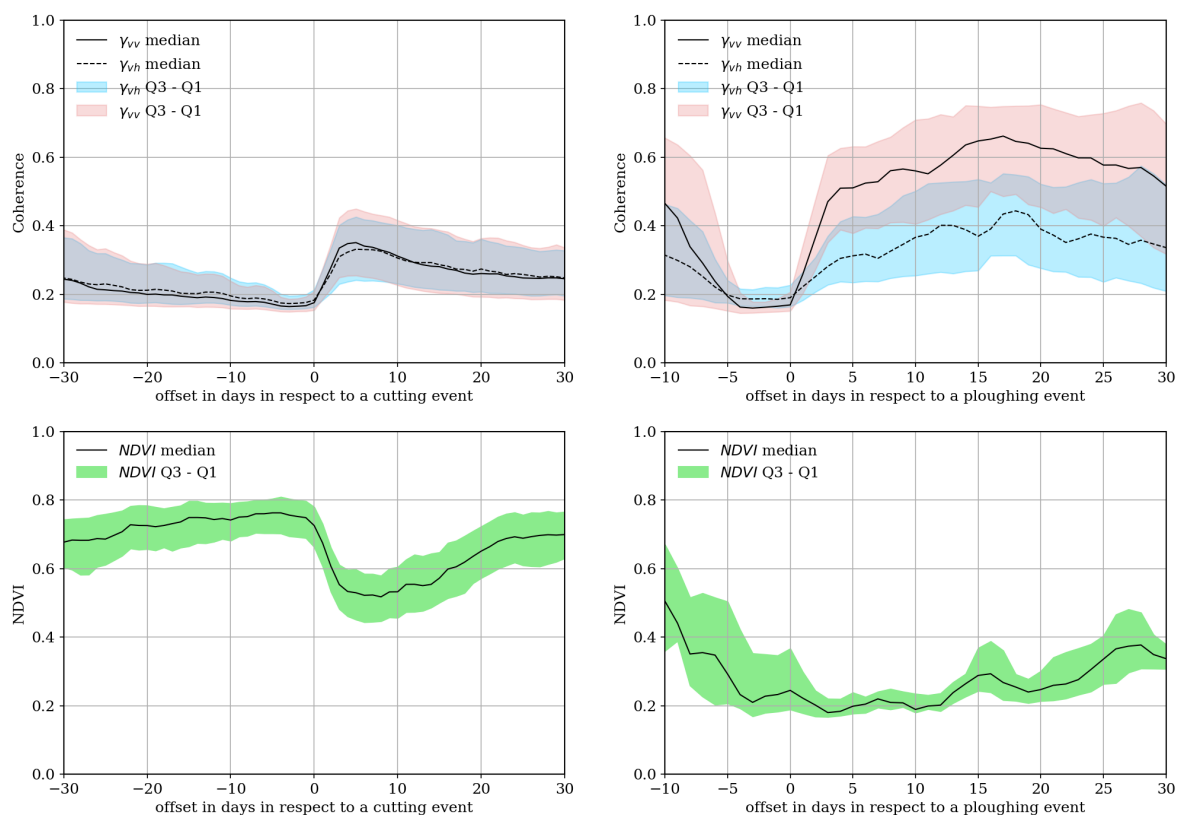 1.0
0.8
0.6
0.4
0.2
0.0
Coherence
γvv median
γvh median
γvh Q3 - Q1
γvv Q3 - Q1
−30 −20 −10 0 10 20 30
offset in days in respect to a cutting event
1.0
0.8
0.6
0.4
0.2
0.0
Coherence
γvv median
γvh median
γvh Q3 - Q1
γvv Q3 - Q1
−10 −5 0 5 10 15 20 25 30
offset in days in respect to a ploughing event
1.0
0.8
0.6
0.4
0.2
0.0
NDVI
NDVI median
NDVI Q3 - Q1
−30 −20 −10 0 10 20 30
offset in days in respect to a cutting event
1.0
0.8
0.6
0.4
0.2
0.0
NDVI
NDVI median
NDVI Q3 - Q1
−10 −5 0 5 10 15 20 25 30
offset in days in respect to a ploughing event